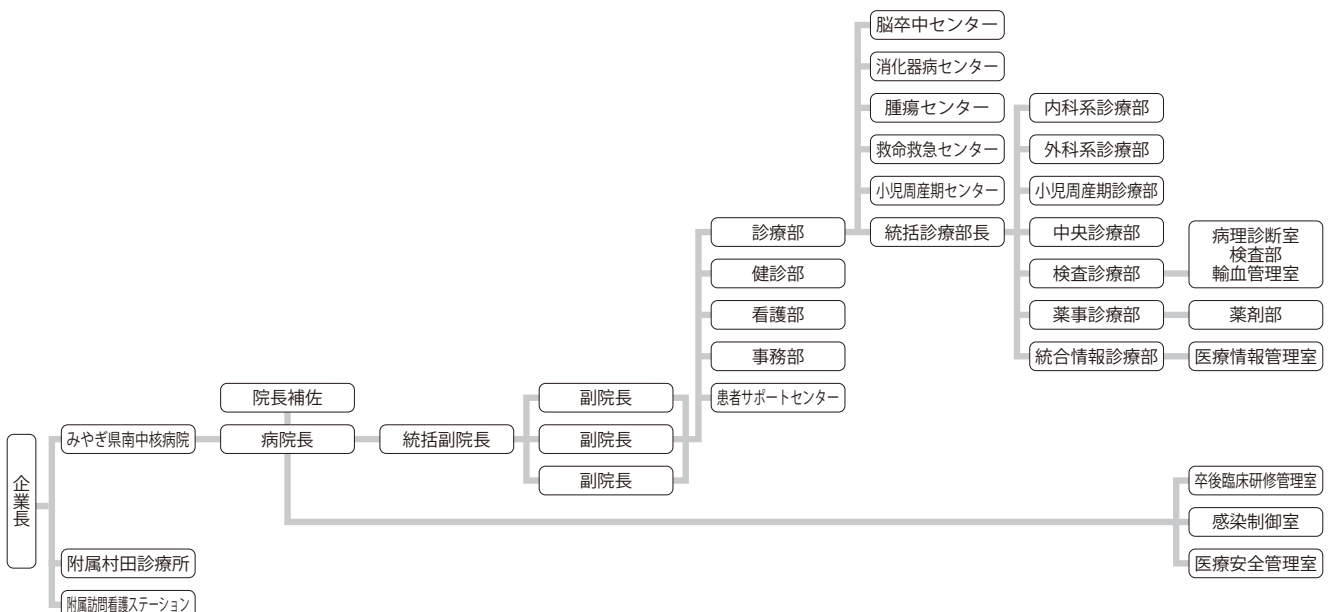 脳卒中センター
消化器病センター
腫瘍センター
内科系診療部
救命救急センター
外科系診療部
小児周産期センター
小児周産期診療部
診療部
統括診療部長
中央診療部
病理診断室
検査部
輸血管理室
健診部
検査診療部
看護部
薬事診療部
薬剤部
事務部
統合情報診療部
医療情報管理室
院長補佐
副院長
患者サポートセンター
みやぎ県南中核病院
病院長
統括副院長
副院長
副院長
企業長
卒後臨床研修管理室
感染制御室
附属村田診療所
医療安全管理室
附属訪問看護ステーション